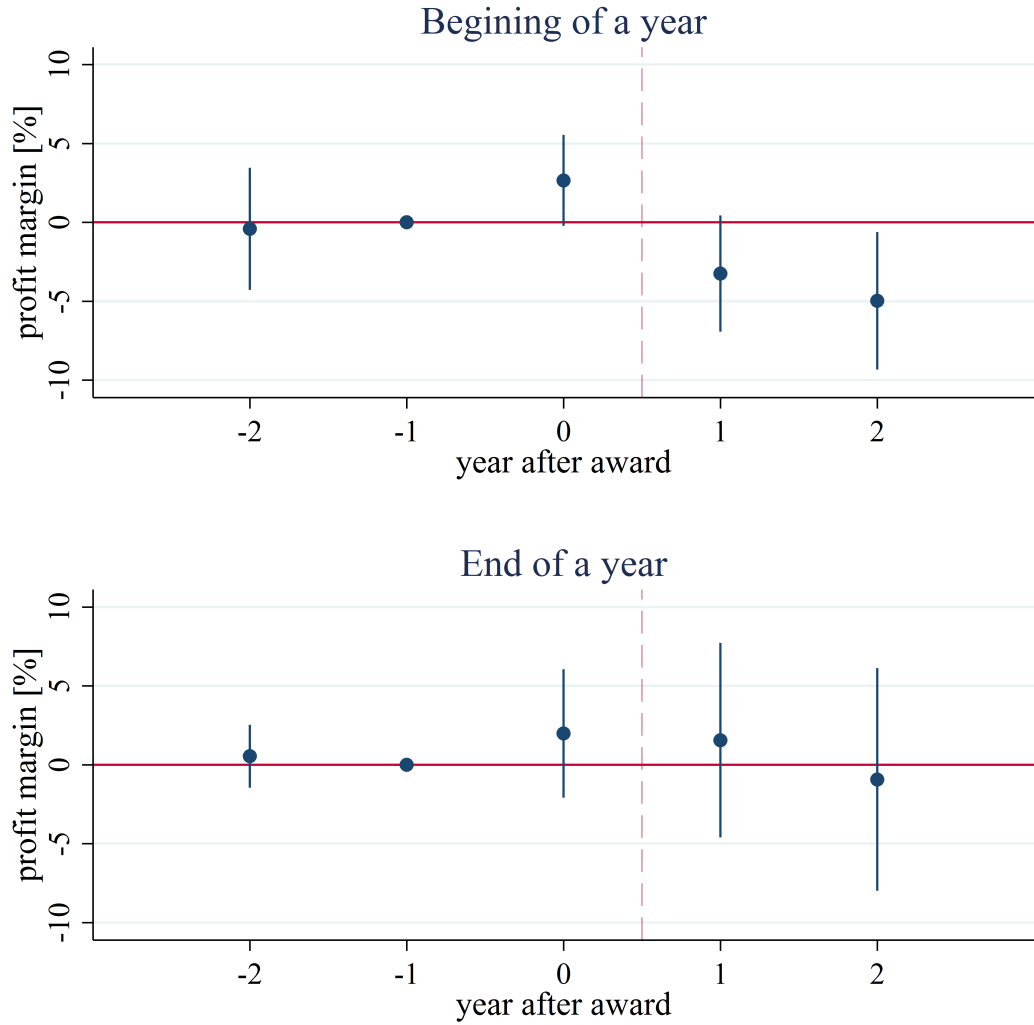 Begining of a year
profit margin [%]
10
5
0
-5
-10
-2 -1 0 1 2
year after award
End of a year
profit margin [%]
10
5
0
-5
-10
-2 -1 0 1 2
year after award